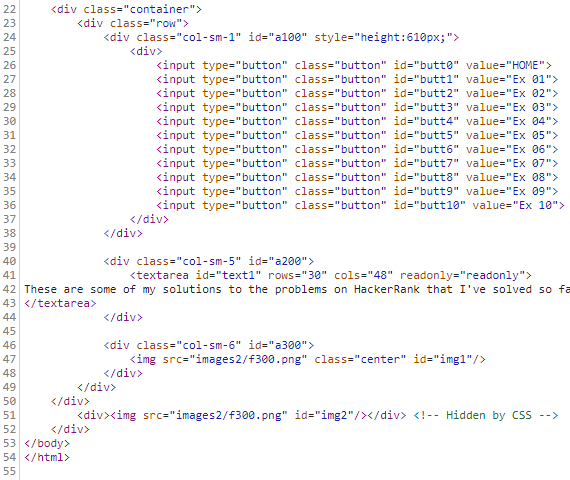 22     <div class="container">
23         <div class="row">
24             <div class="col-sm-1" id="a100" style="height:610px;">
25                 <div>
26                     <input type="button" class="button" id="butt0" value="HOME">
27                     <input type="button" class="button" id="butt1" value="Ex 01">
28                     <input type="button" class="button" id="butt2" value="Ex 02">
29                     <input type="button" class="button" id="butt3" value="Ex 03">
30                     <input type="button" class="button" id="butt4" value="Ex 04">
31                     <input type="button" class="button" id="butt5" value="Ex 05">
32                     <input type="button" class="button" id="butt6" value="Ex 06">
33                     <input type="button" class="button" id="butt7" value="Ex 07">
34                     <input type="button" class="button" id="butt8" value="Ex 08">
35                     <input type="button" class="button" id="butt9" value="Ex 09">
36                     <input type="button" class="button" id="butt10" value="Ex 10">
37                 </div>
38             </div>
39
40             <div class="col-sm-5" id="a200">
41                 <textarea id="text1" rows="30" cols="48" readonly="readonly">
42 These are some of my solutions to the problems on HackerRank that I've solved so fa
43 </textarea>
44             </div>
45
46             <div class="col-sm-6" id="a300">
47                 <img src="images2/f300.png" class="center" id="img1"/>
48             </div>
49         </div>
50     </div>
51         <div><img src="images2/f300.png" id="img2"/></div> <!-- Hidden by CSS -->
52     </div>
53 </body>
54 </html>
55